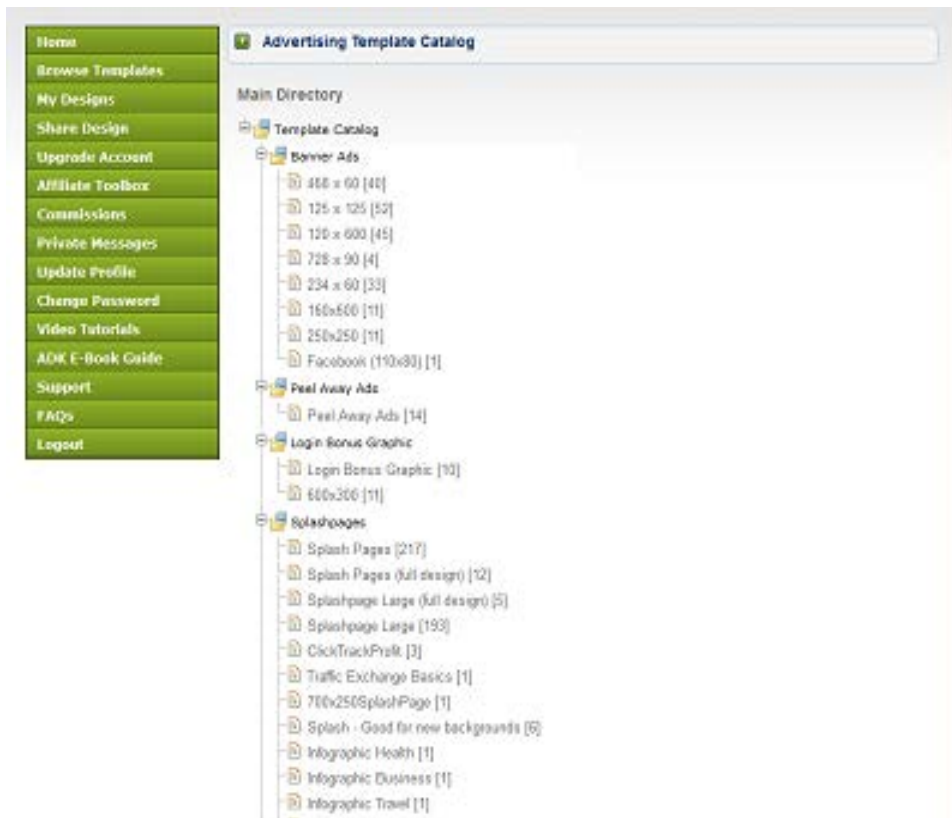 Home
Browse Templates
My Designs
Share Design
Upgrade Account
Affiliate Toolbox
Commissions
Private Messages
Update Profile
Change Password
Video Tutorials
ADK E-Book Guide
Support
FAQs
Logout
Advertising Template Catalog
Main Directory
Template Catalog
Banner Ads
468 x 60 [40]
125 x 125 [52]
120 x 600 [45]
728 x 90 [4]
234 x 60 [33]
160x600 [11]
250x250 [11]
Facebook (110x80) [1]
Peel Away Ads
Peel Away Ads [14]
Login Bonus Graphic
Login Bonus Graphic [10]
600x300 [11]
Splashpages
Splash Pages [217]
Splash Pages (full design) [12]
Splashpage Large (full design) [5]
Splashpage Large [193]
ClickTrackProfit [3]
Traffic Exchange Basics [1]
700x250SplashPage [1]
Splash - Good for new backgrounds [6]
Infographic Health [1]
Infographic Business [1]
Infographic Travel [1]